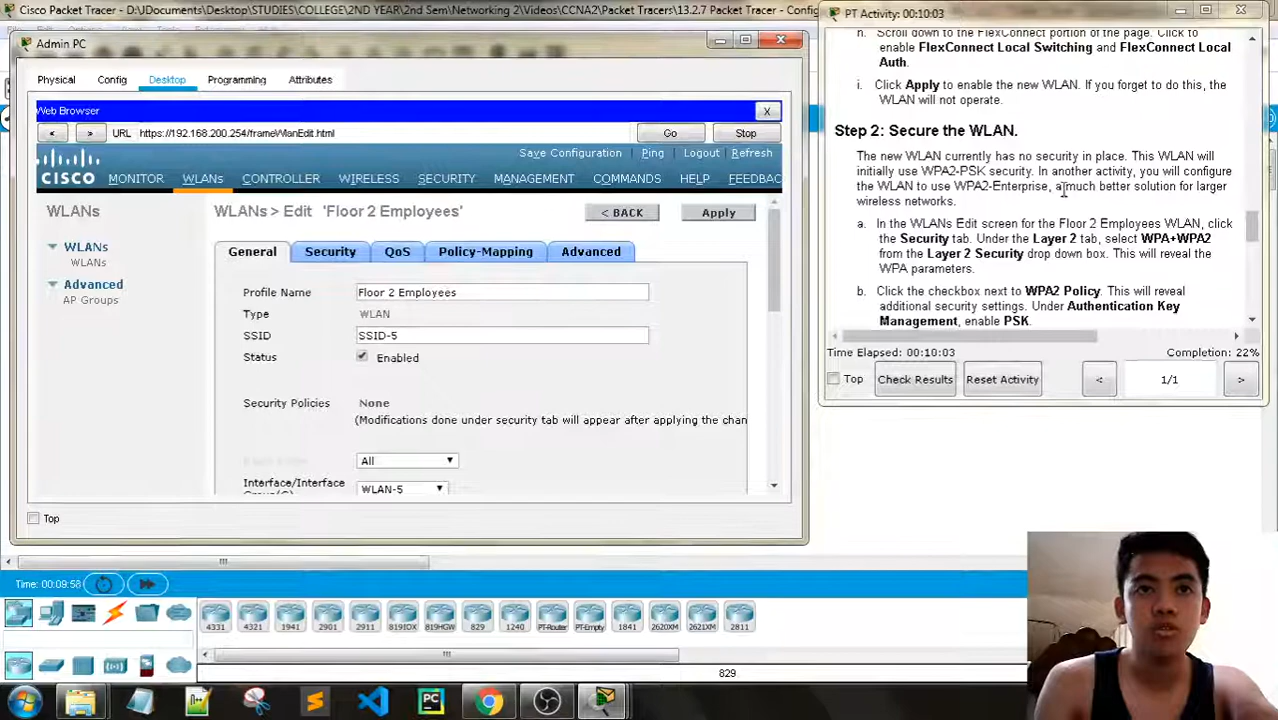 Cisco Packet Tracer - D:\JDocuments\Desktop\STUDIES\COLLEGE\2ND YEAR\2nd Sem\Networking 2\Videos\CCNA2\Packet Tracers\13.2.7 Packet Tracer - Configur
PT Activity: 00:10:03
Admin PC
Physical Config Desktop Programming Attributes
Web Browser
X
< > URL https://192.168.200.254/frameWlanEdit.html Go Stop
Save Configuration Ping Logout Refresh
CISCO MONITOR WLANs CONTROLLER WIRELESS SECURITY MANAGEMENT COMMANDS HELP FEEDBAC
WLANs
WLANs
WLANs
Advanced
AP Groups
WLANs > Edit 'Floor 2 Employees'
< BACK Apply
General Security QoS Policy-Mapping Advanced
Profile Name Floor 2 Employees
Type WLAN
SSID SSID-5
Status Enabled
Security Policies None
(Modifications done under security tab will appear after applying the chan
All
Interface/Interface
WLAN-5
Top
h. Scroll down to the FlexConnect portion of the page. Click to
enable FlexConnect Local Switching and FlexConnect Local
Auth.
i. Click Apply to enable the new WLAN. If you forget to do this, the
WLAN will not operate.
Step 2: Secure the WLAN.
The new WLAN currently has no security in place. This WLAN will
initially use WPA2-PSK security. In another activity, you will configure
the WLAN to use WPA2-Enterprise, a much better solution for larger
wireless networks.
a. In the WLANs Edit screen for the Floor 2 Employees WLAN, click
the Security tab. Under the Layer 2 tab, select WPA+WPA2
from the Layer 2 Security drop down box. This will reveal the
WPA parameters.
b. Click the checkbox next to WPA2 Policy. This will reveal
additional security settings. Under Authentication Key
Management, enable PSK.
Time Elapsed: 00:10:03 Completion: 22%
Top Check Results Reset Activity < 1/1 >
Time: 00:09:58
4331 4321 1941 2901 2911 819IOX 819HGW 829 1240 PT-Router PT-Empty 1841 2620XM 2621XM 2811
829
PC